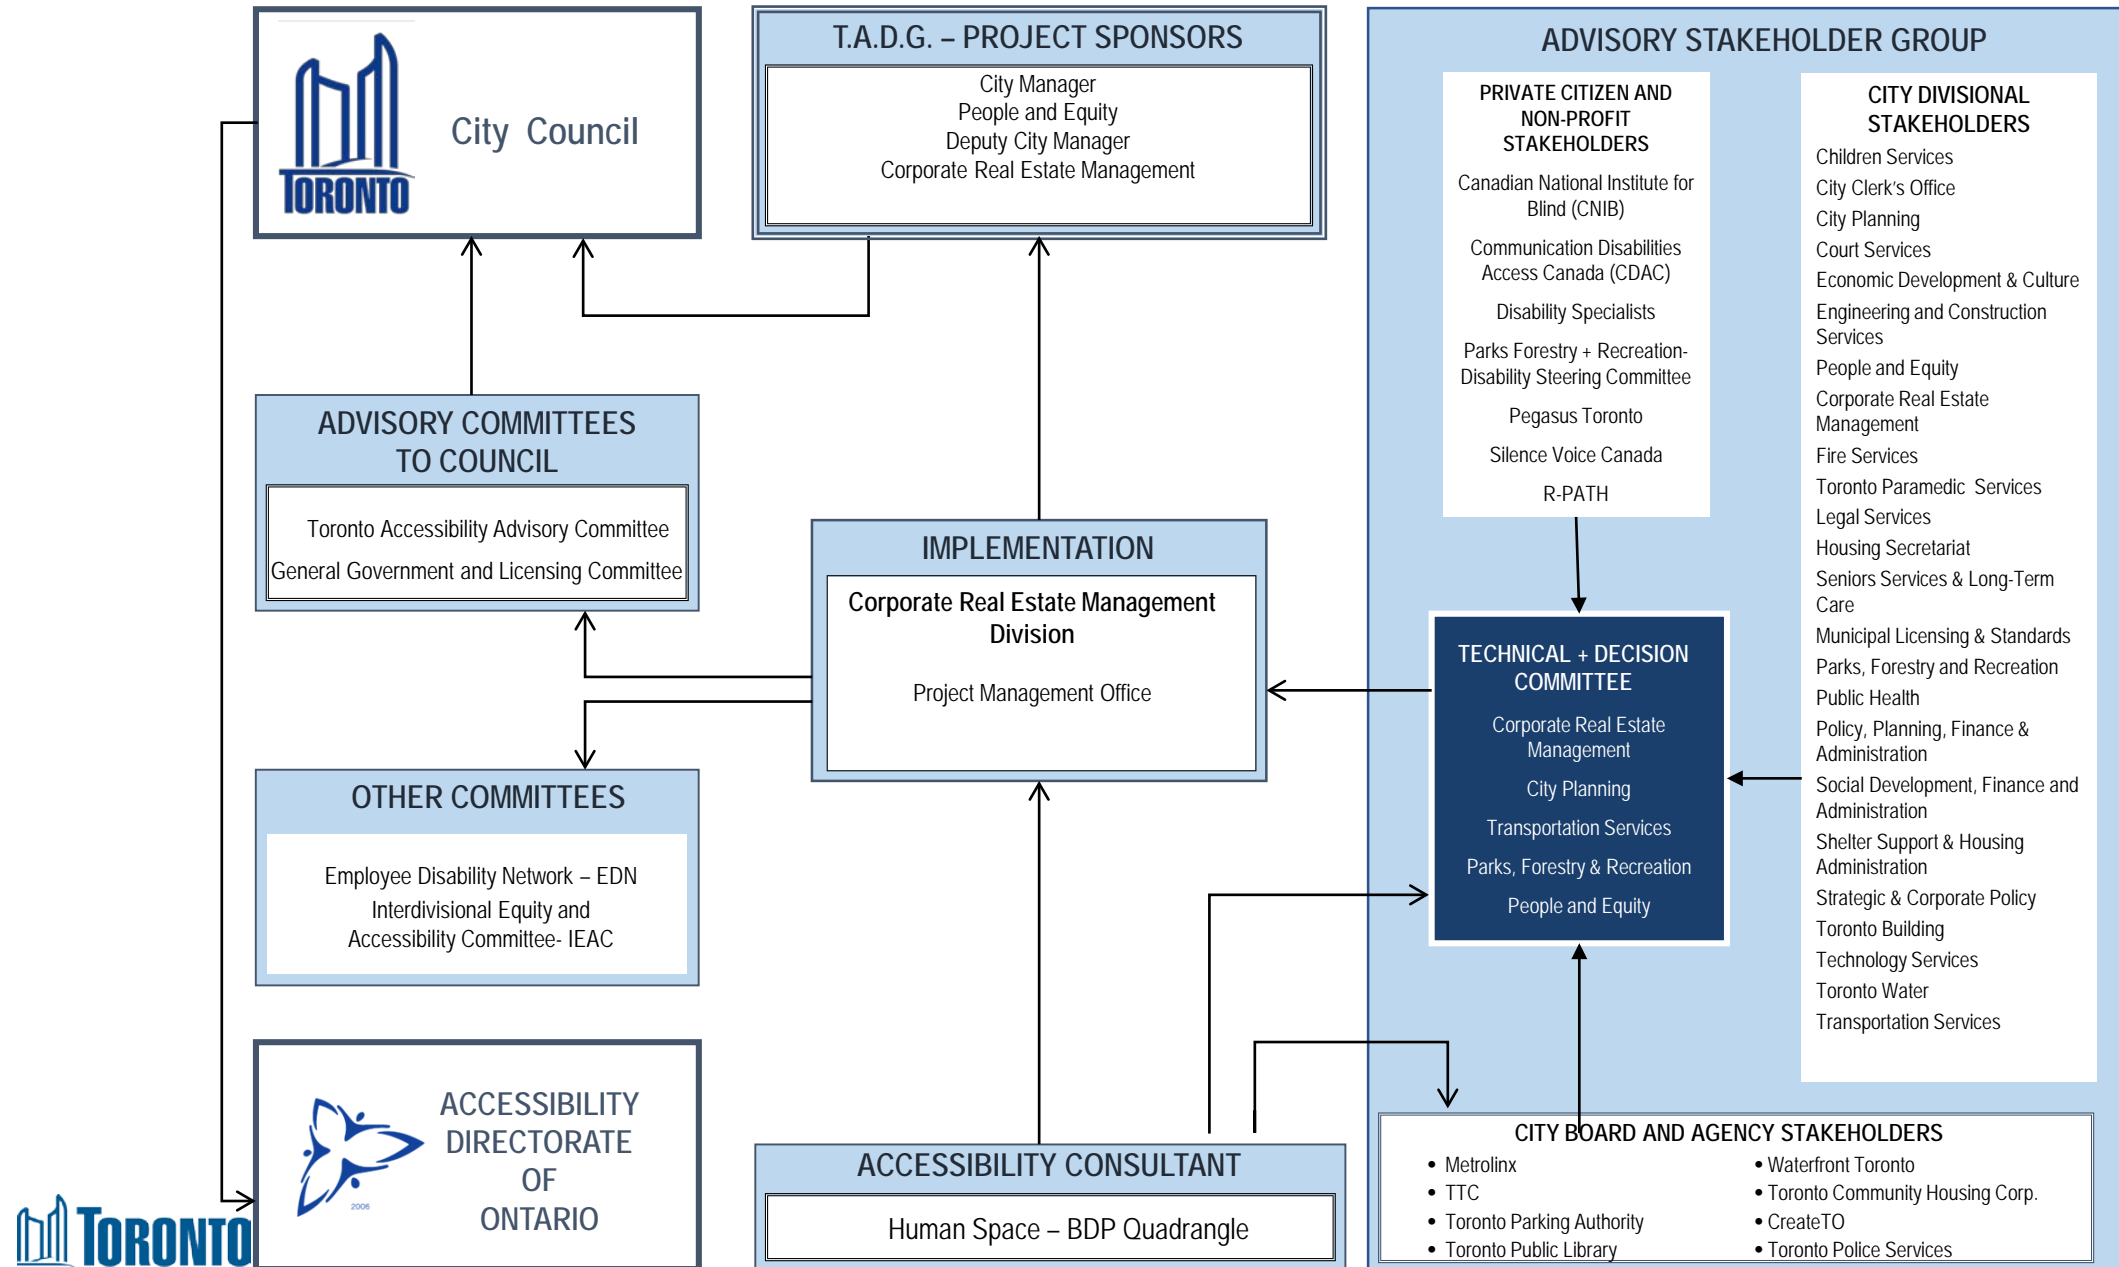 TORONTO
City Council
T.A.D.G. – PROJECT SPONSORS
City Manager
People and Equity
Deputy City Manager
Corporate Real Estate Management
ADVISORY STAKEHOLDER GROUP
PRIVATE CITIZEN AND
NON-PROFIT
STAKEHOLDERS
Canadian National Institute for
Blind (CNIB)
Communication Disabilities
Access Canada (CDAC)
Disability Specialists
Parks Forestry + Recreation-
Disability Steering Committee
Pegasus Toronto
Silence Voice Canada
R-PATH
CITY DIVISIONAL
STAKEHOLDERS
Children Services
City Clerk's Office
City Planning
Court Services
Economic Development & Culture
Engineering and Construction
Services
People and Equity
Corporate Real Estate
Management
Fire Services
Toronto Paramedic Services
Legal Services
Housing Secretariat
Seniors Services & Long-Term
Care
Municipal Licensing & Standards
Parks, Forestry and Recreation
Public Health
Policy, Planning, Finance &
Administration
Social Development, Finance and
Administration
Shelter Support & Housing
Administration
Strategic & Corporate Policy
Toronto Building
Technology Services
Toronto Water
Transportation Services
ADVISORY COMMITTEES
TO COUNCIL
Toronto Accessibility Advisory Committee
General Government and Licensing Committee
IMPLEMENTATION
Corporate Real Estate Management
Division
Project Management Office
TECHNICAL + DECISION
COMMITTEE
Corporate Real Estate
Management
City Planning
Transportation Services
Parks, Forestry & Recreation
People and Equity
OTHER COMMITTEES
Employee Disability Network – EDN
Interdivisional Equity and
Accessibility Committee- IEAC
ACCESSIBILITY
DIRECTORATE
OF
ONTARIO
2006
TORONTO
ACCESSIBILITY CONSULTANT
Human Space – BDP Quadrangle
CITY BOARD AND AGENCY STAKEHOLDERS
• Metrolinx
• TTC
• Toronto Parking Authority
• Toronto Public Library
• Waterfront Toronto
• Toronto Community Housing Corp.
• CreateTO
• Toronto Police Services